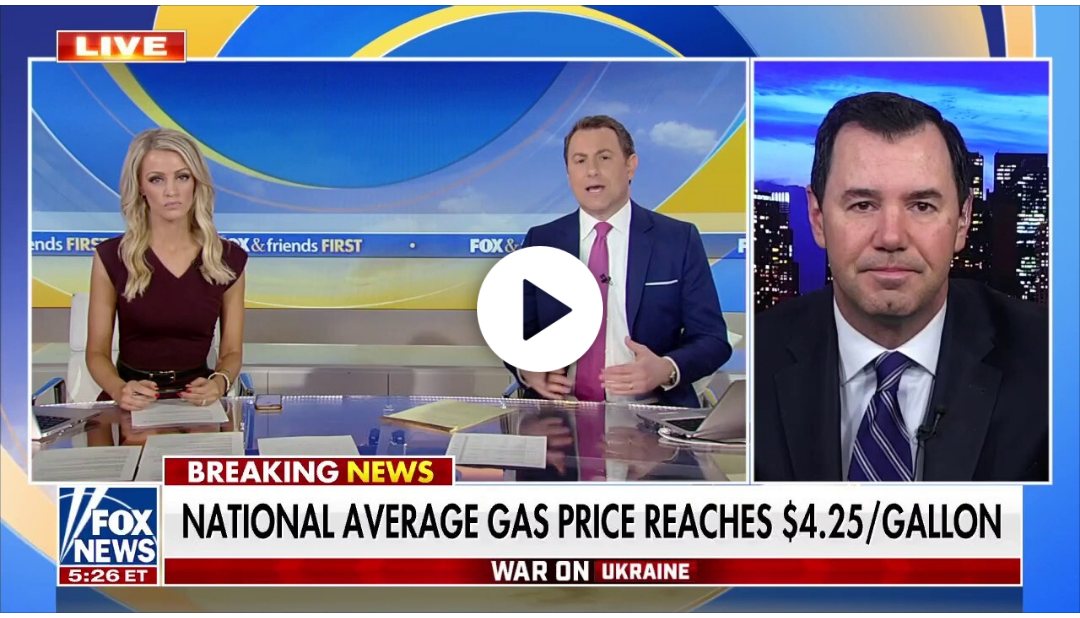 LIVE
ends FIRST
FOX & friends FIRST
FOX &
BREAKING NEWS
NATIONAL AVERAGE GAS PRICE REACHES $4.25/GALLON
FOX
NEWS
5:26 ET
WAR ON UKRAINE